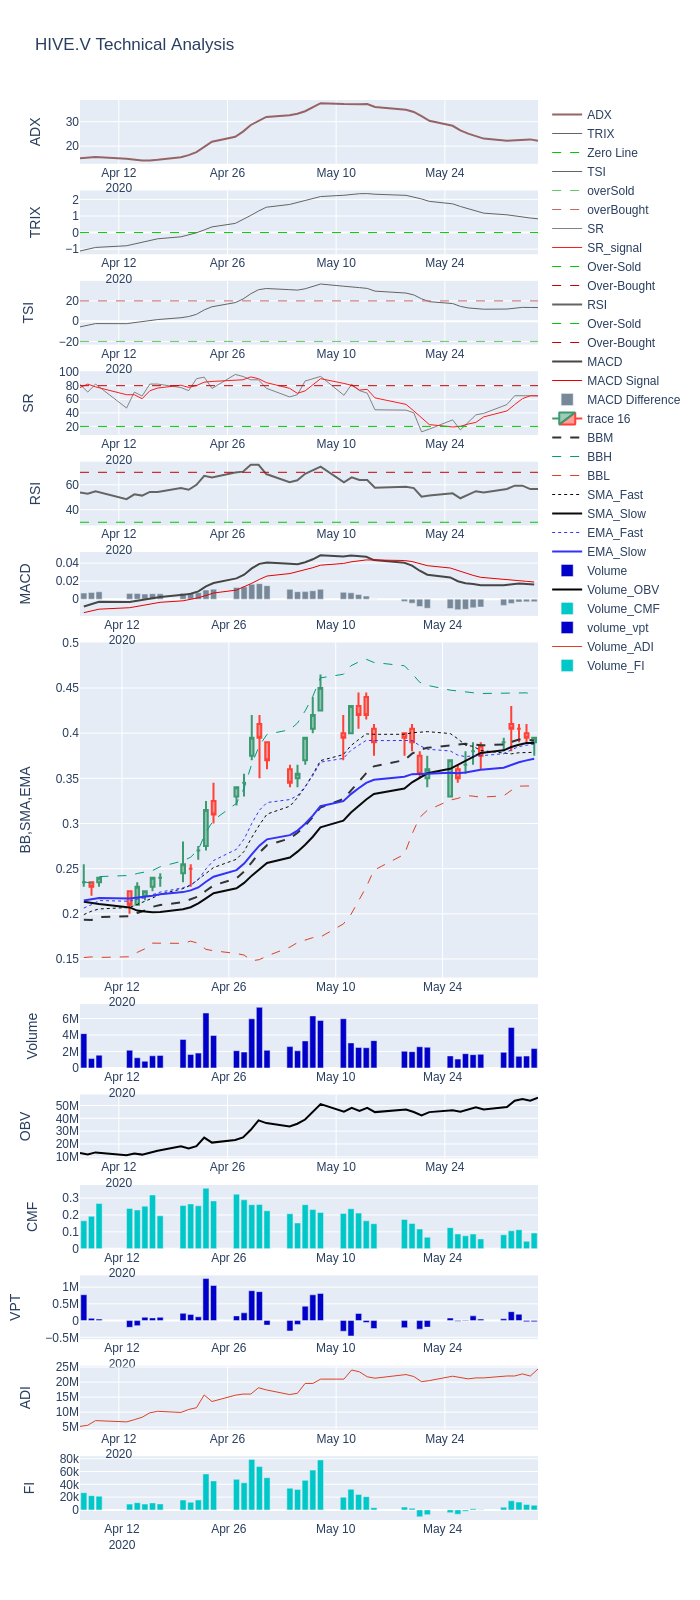 HIVE.V Technical Analysis
ADX
30
20
Apr 12
2020
Apr 26
May 10
May 24
TRIX
2
1
0
−1
Apr 12
2020
Apr 26
May 10
May 24
TSI
20
0
−20
Apr 12
2020
Apr 26
May 10
May 24
SR
100
80
60
40
20
Apr 12
2020
Apr 26
May 10
May 24
RSI
60
40
Apr 12
2020
Apr 26
May 10
May 24
MACD
0.04
0.02
0
Apr 12
2020
Apr 26
May 10
May 24
BB,SMA,EMA
0.5
0.45
0.4
0.35
0.3
0.25
0.2
0.15
Apr 12
2020
Apr 26
May 10
May 24
Volume
6M
4M
2M
0
Apr 12
2020
Apr 26
May 10
May 24
OBV
50M
40M
30M
20M
10M
Apr 12
2020
Apr 26
May 10
May 24
CMF
0.3
0.2
0.1
0
Apr 12
2020
Apr 26
May 10
May 24
VPT
1M
0.5M
0
−0.5M
Apr 12
2020
Apr 26
May 10
May 24
ADI
25M
20M
15M
10M
5M
Apr 12
2020
Apr 26
May 10
May 24
FI
80k
60k
40k
20k
0
Apr 12
2020
Apr 26
May 10
May 24
ADX
TRIX
Zero Line
TSI
overSold
overBought
SR
SR_signal
Over-Sold
Over-Bought
RSI
Over-Sold
Over-Bought
MACD
MACD Signal
MACD Difference
trace 16
BBM
BBH
BBL
SMA_Fast
SMA_Slow
EMA_Fast
EMA_Slow
Volume
Volume_OBV
Volume_CMF
volume_vpt
Volume_ADI
Volume_FI